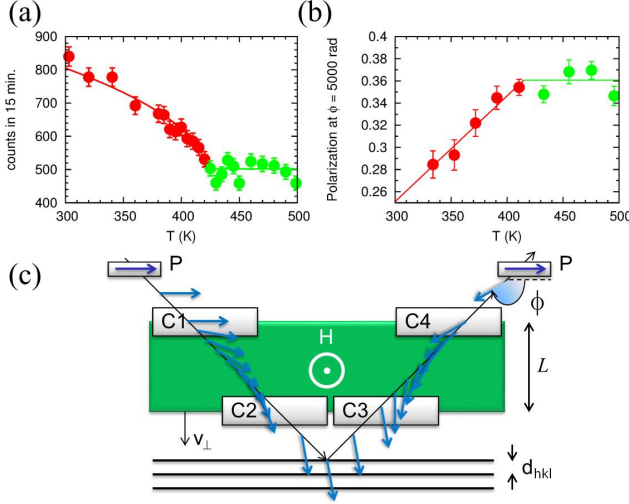 (a)
900
800
700
600
500
400
counts in 15 min.
300
350
400
450
500
T (K)
(b)
0.4
0.38
0.36
0.34
0.32
0.3
0.28
0.26
Polarization at ϕ = 5000 rad
300
350
400
450
500
T (K)
(c)
P
P
ϕ
C1
C4
H
L
C2
C3
v⊥
d_hkl